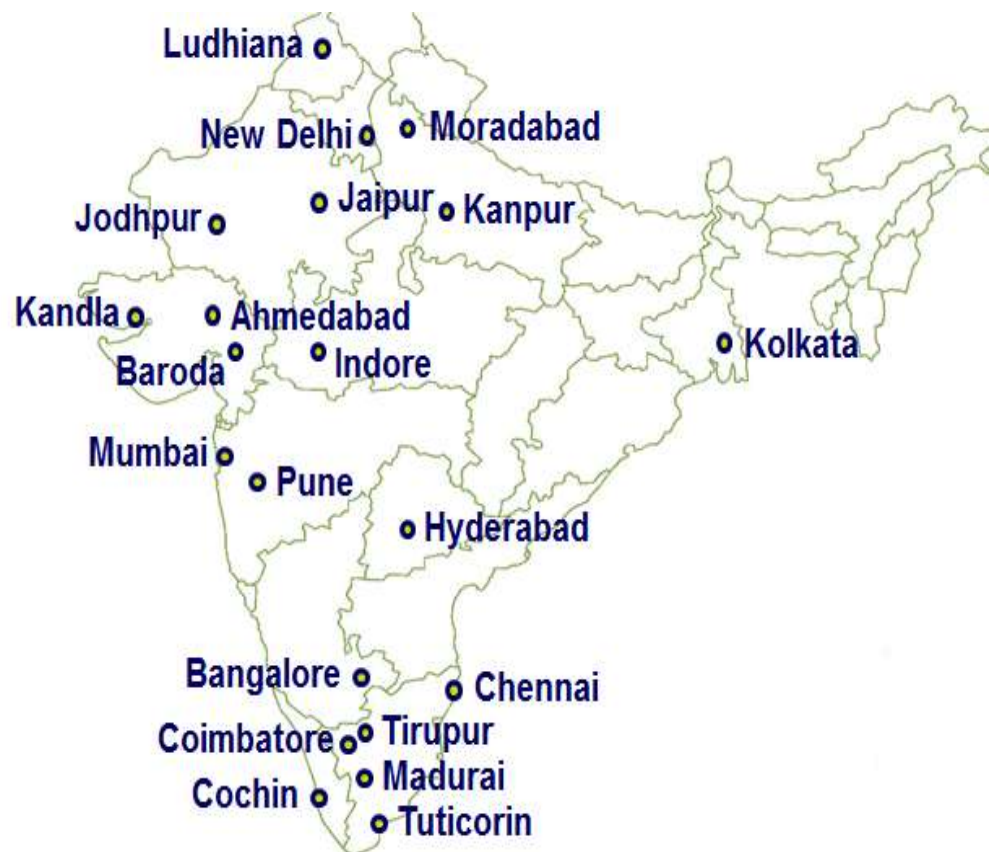 Ludhiana
New Delhi
Moradabad
Jaipur
Kanpur
Jodhpur
Kandla
Ahmedabad
Baroda
Indore
Kolkata
Mumbai
Pune
Hyderabad
Bangalore
Chennai
Tirupur
Coimbatore
Madurai
Cochin
Tuticorin